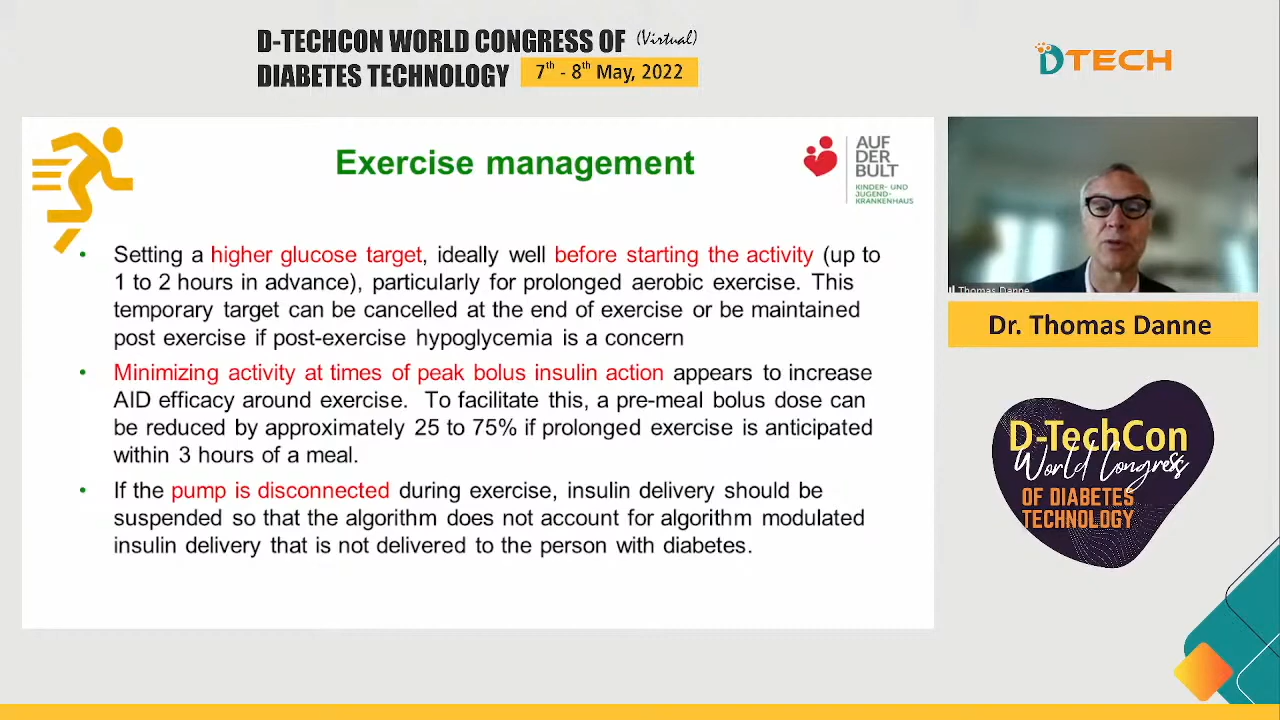 D-TECHCON WORLD CONGRESS OF (Virtual)
DIABETES TECHNOLOGY 7th - 8th May, 2022
DTECH
Exercise management
AUF
DER
BULT
KINDER- UND
JUGEND-
KRANKENHAUS
• Setting a higher glucose target, ideally well before starting the activity (up to
1 to 2 hours in advance), particularly for prolonged aerobic exercise. This
temporary target can be cancelled at the end of exercise or be maintained
post exercise if post-exercise hypoglycemia is a concern
• Minimizing activity at times of peak bolus insulin action appears to increase
AID efficacy around exercise. To facilitate this, a pre-meal bolus dose can
be reduced by approximately 25 to 75% if prolonged exercise is anticipated
within 3 hours of a meal.
• If the pump is disconnected during exercise, insulin delivery should be
suspended so that the algorithm does not account for algorithm modulated
insulin delivery that is not delivered to the person with diabetes.
Thomas Danne
Dr. Thomas Danne
D-TechCon
World Congress
OF DIABETES
TECHNOLOGY